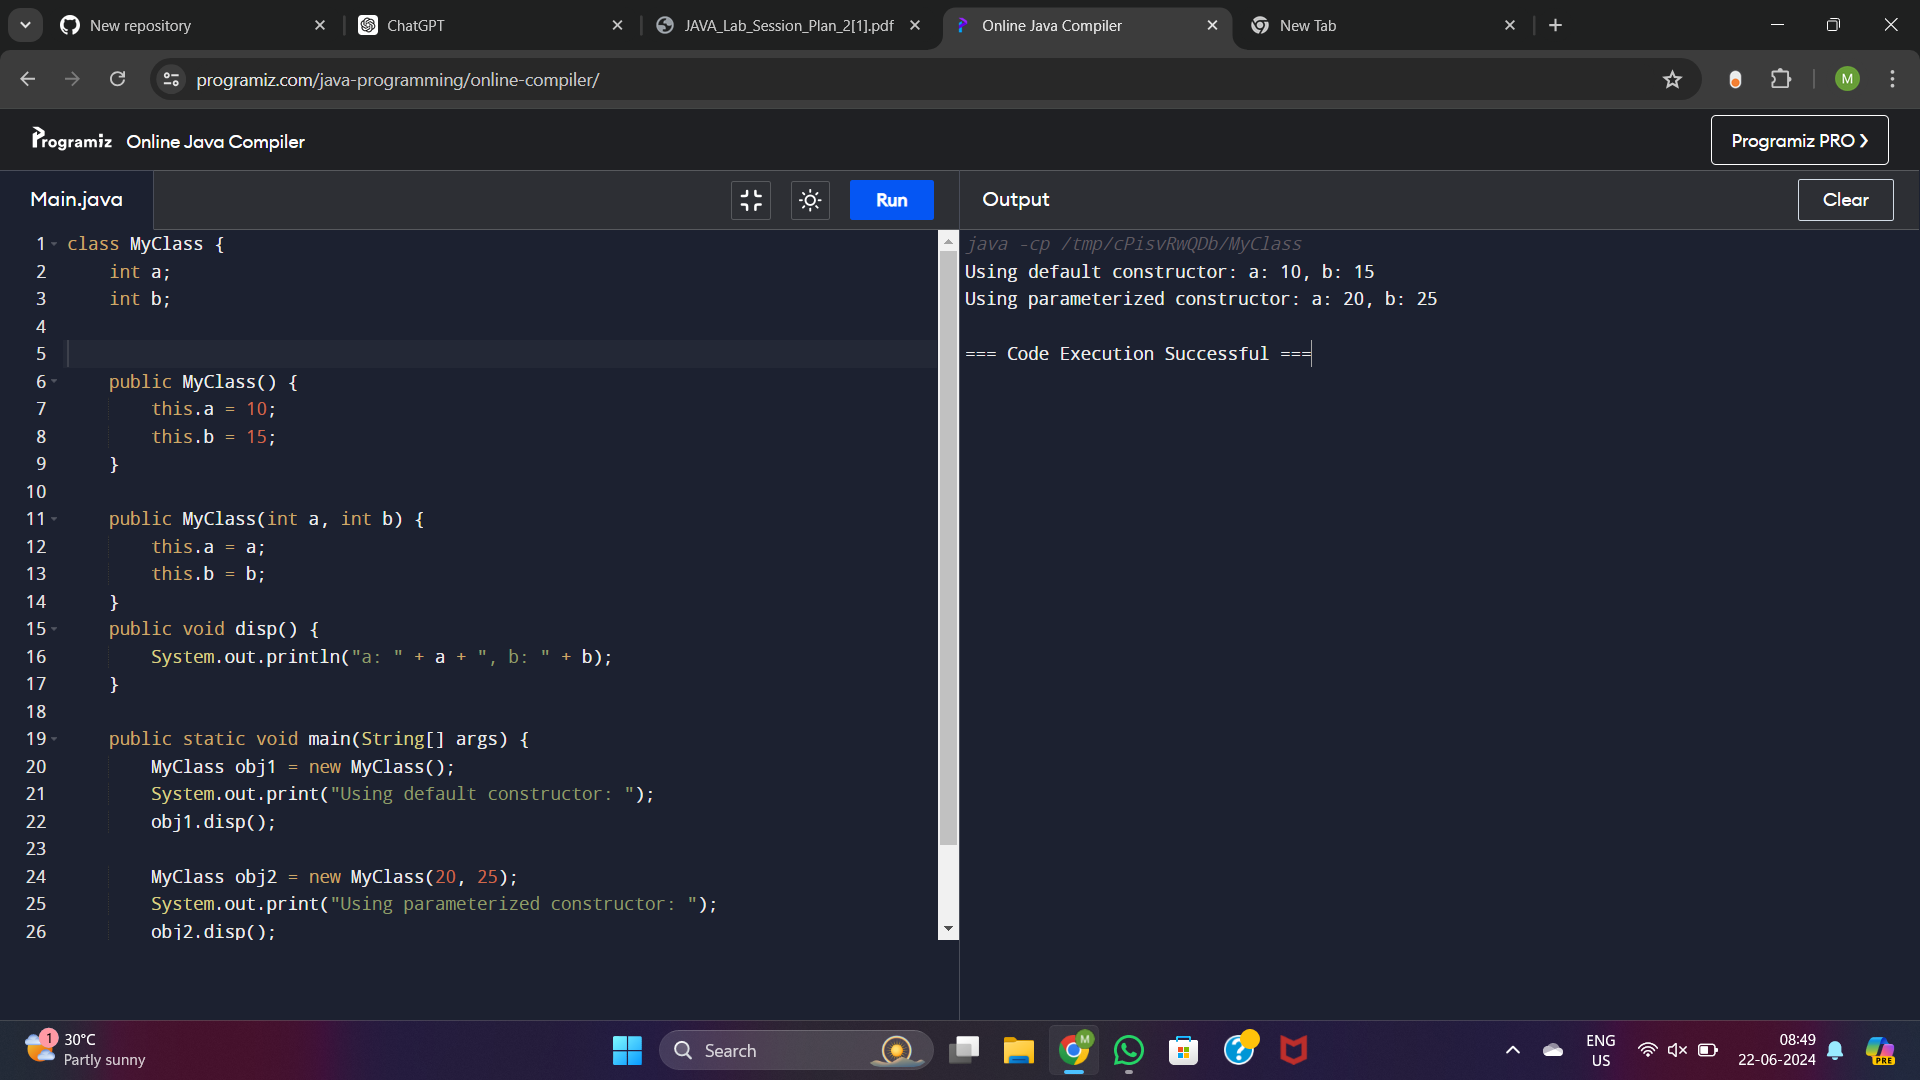 New repository
ChatGPT
JAVA_Lab_Session_Plan_2[1].pdf
Online Java Compiler
New Tab
programiz.com/java-programming/online-compiler/
M
Programiz Online Java Compiler
Programiz PRO
Main.java
Run
Output
Clear
1 class MyClass {
2 int a;
3 int b;
4
5
6 public MyClass() {
7 this.a = 10;
8 this.b = 15;
9 }
10
11 public MyClass(int a, int b) {
12 this.a = a;
13 this.b = b;
14 }
15 public void disp() {
16 System.out.println("a: " + a + ", b: " + b);
17 }
18
19 public static void main(String[] args) {
20 MyClass obj1 = new MyClass();
21 System.out.print("Using default constructor: ");
22 obj1.disp();
23
24 MyClass obj2 = new MyClass(20, 25);
25 System.out.print("Using parameterized constructor: ");
26 obj2.disp();
java -cp /tmp/cPisvRwQDb/MyClass
Using default constructor: a: 10, b: 15
Using parameterized constructor: a: 20, b: 25
=== Code Execution Successful ===
1
30°C
Partly sunny
Search
M
ENG
US
08:49
22-06-2024
PRE